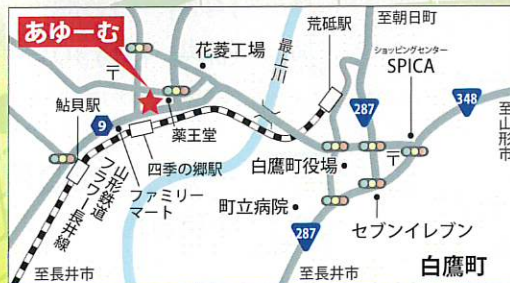 あゆーむ
花菱工場
最上川
荒砥駅
至朝日町
ショッピングセンター
SPICA
〒
鮎貝駅
9
薬王堂
287
348
至山形市
四季の郷駅
白鷹町役場
〒
山形鉄道
フラワー長井線
ファミリー
マート
町立病院
287
セブンイレブン
至長井市
至長井市
白鷹町